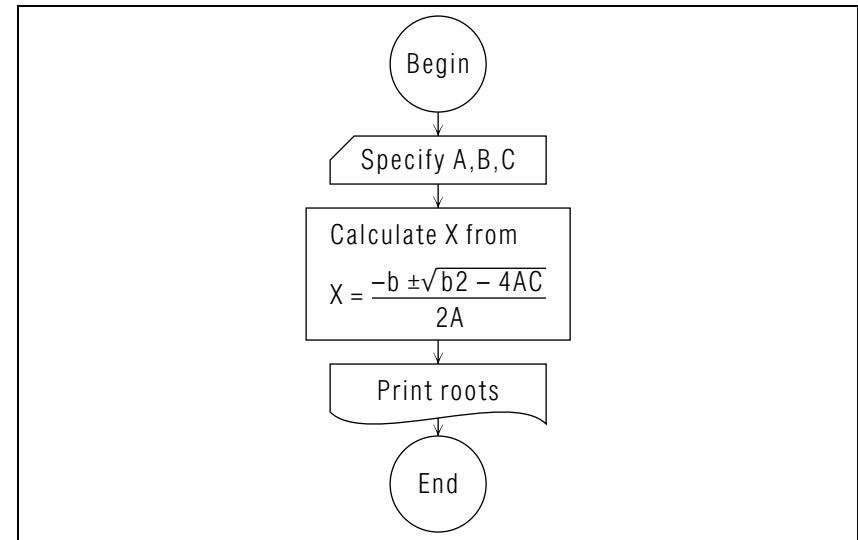 Begin
Specify A,B,C
Calculate X from
X = −b ±√b2 − 4AC
2A
Print roots
End